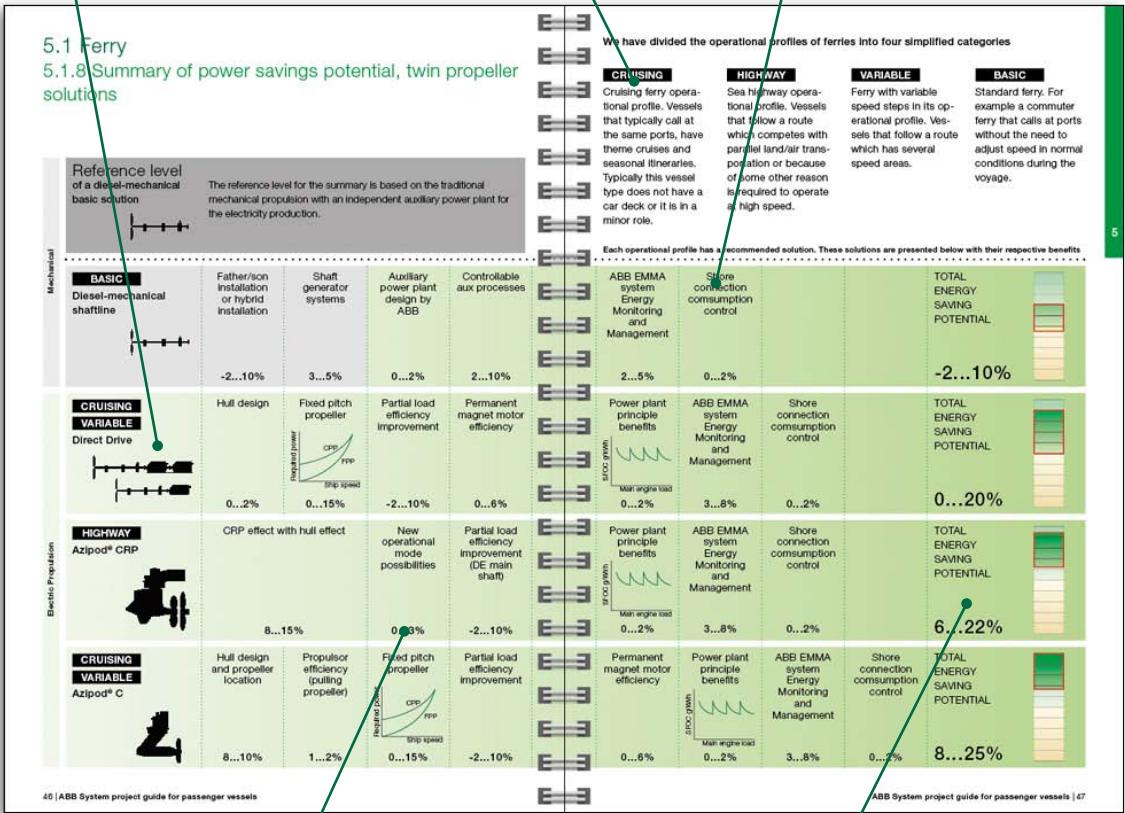 5.1 Ferry
5.1.8 Summary of power savings potential, twin propeller
solutions
Reference level
of a diesel-mechanical
basic solution
The reference level for the summary is based on the traditional
mechanical propulsion with an independent auxiliary power plant for
the electricity production.
We have divided the operational profiles of ferries into four simplified categories
CRUISING
Cruising ferry opera-
tional profile. Vessels
that typically call at
the same ports, have
theme cruises and
seasonal itineraries.
Typically this vessel
type does not have a
car deck or it is in a
minor role.
HIGHWAY
Sea highway opera-
tional profile. Vessels
that follow a route
which competes with
parallel land/air trans-
portation or because
of some other reason
is required to operate
at high speed.
VARIABLE
Ferry with variable
speed steps in its op-
erational profile. Ves-
sels that follow a route
which has several
speed areas.
BASIC
Standard ferry. For
example a commuter
ferry that calls at ports
without the need to
adjust speed in normal
conditions during the
voyage.
5
Each operational profile has a recommended solution. These solutions are presented below with their respective benefits
Mechanical
BASIC
Diesel-mechanical
shaftline
Father/son
installation
or hybrid
installation
-2...10%
Shaft
generator
systems
3...5%
Auxiliary
power plant
design by
ABB
0...2%
Controllable
aux processes
2...10%
ABB EMMA
system
Energy
Monitoring
and
Management
2...5%
Shore
connection
comsumption
control
0...2%
TOTAL
ENERGY
SAVING
POTENTIAL
-2...10%
Electric Propulsion
CRUISING
VARIABLE
Direct Drive
Hull design
0...2%
Fixed pitch
propeller
Required power
CPP
FPP
Ship speed
0...15%
Partial load
efficiency
improvement
-2...10%
Permanent
magnet motor
efficiency
0...6%
Power plant
principle
benefits
SFOC g/kWh
Main engine load
0...2%
ABB EMMA
system
Energy
Monitoring
and
Management
3...8%
Shore
connection
comsumption
control
0...2%
TOTAL
ENERGY
SAVING
POTENTIAL
0...20%
HIGHWAY
Azipod® CRP
CRP effect with hull effect
8...15%
New
operational
mode
possibilities
0...3%
Partial load
efficiency
improvement
(DE main
shaft)
-2...10%
Power plant
principle
benefits
SFOC g/kWh
Main engine load
0...2%
ABB EMMA
system
Energy
Monitoring
and
Management
3...8%
Shore
connection
comsumption
control
0...2%
TOTAL
ENERGY
SAVING
POTENTIAL
6...22%
CRUISING
VARIABLE
Azipod® C
Hull design
and propeller
location
8...10%
Propulsor
efficiency
(pulling
propeller)
1...2%
Fixed pitch
propeller
Required power
CPP
FPP
Ship speed
0...15%
Partial load
efficiency
improvement
-2...10%
Permanent
magnet motor
efficiency
0...6%
Power plant
principle
benefits
SFOC g/kWh
Main engine load
0...2%
ABB EMMA
system
Energy
Monitoring
and
Management
3...8%
Shore
connection
comsumption
control
0...2%
TOTAL
ENERGY
SAVING
POTENTIAL
8...25%
46 | ABB System project guide for passenger vessels
ABB System project guide for passenger vessels | 47